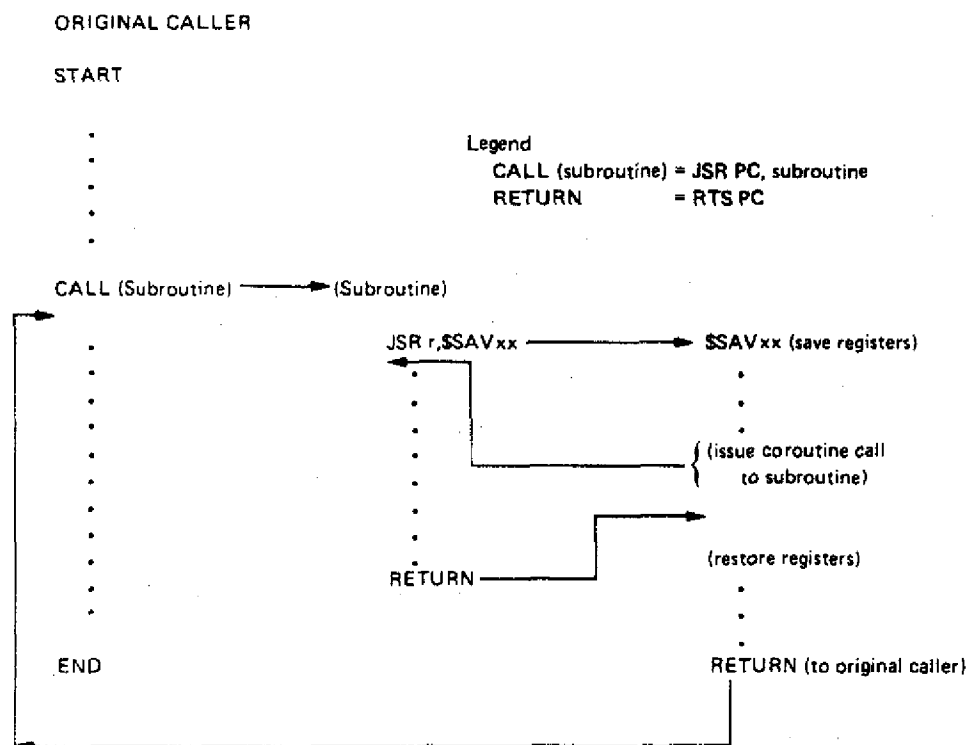 ORIGINAL CALLER
START
Legend
CALL (subroutine) = JSR PC, subroutine
RETURN = RTS PC
CALL (Subroutine) (Subroutine)
JSR r,$SAVxx $SAVxx (save registers)
(issue coroutine call
to subroutine)
(restore registers)
RETURN
END RETURN (to original caller)